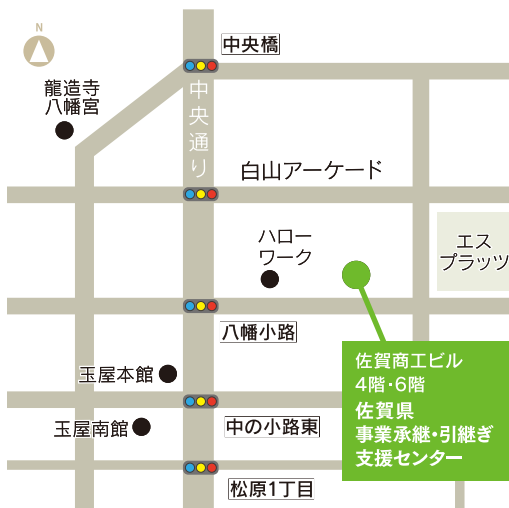 N
中央橋
龍造寺
八幡宮
中央通り
白山アーケード
ハロー
ワーク
エス
プラッツ
八幡小路
佐賀商工ビル
4階・6階
佐賀県
事業承継・引継ぎ
支援センター
玉屋本館
中の小路東
玉屋南館
松原1丁目